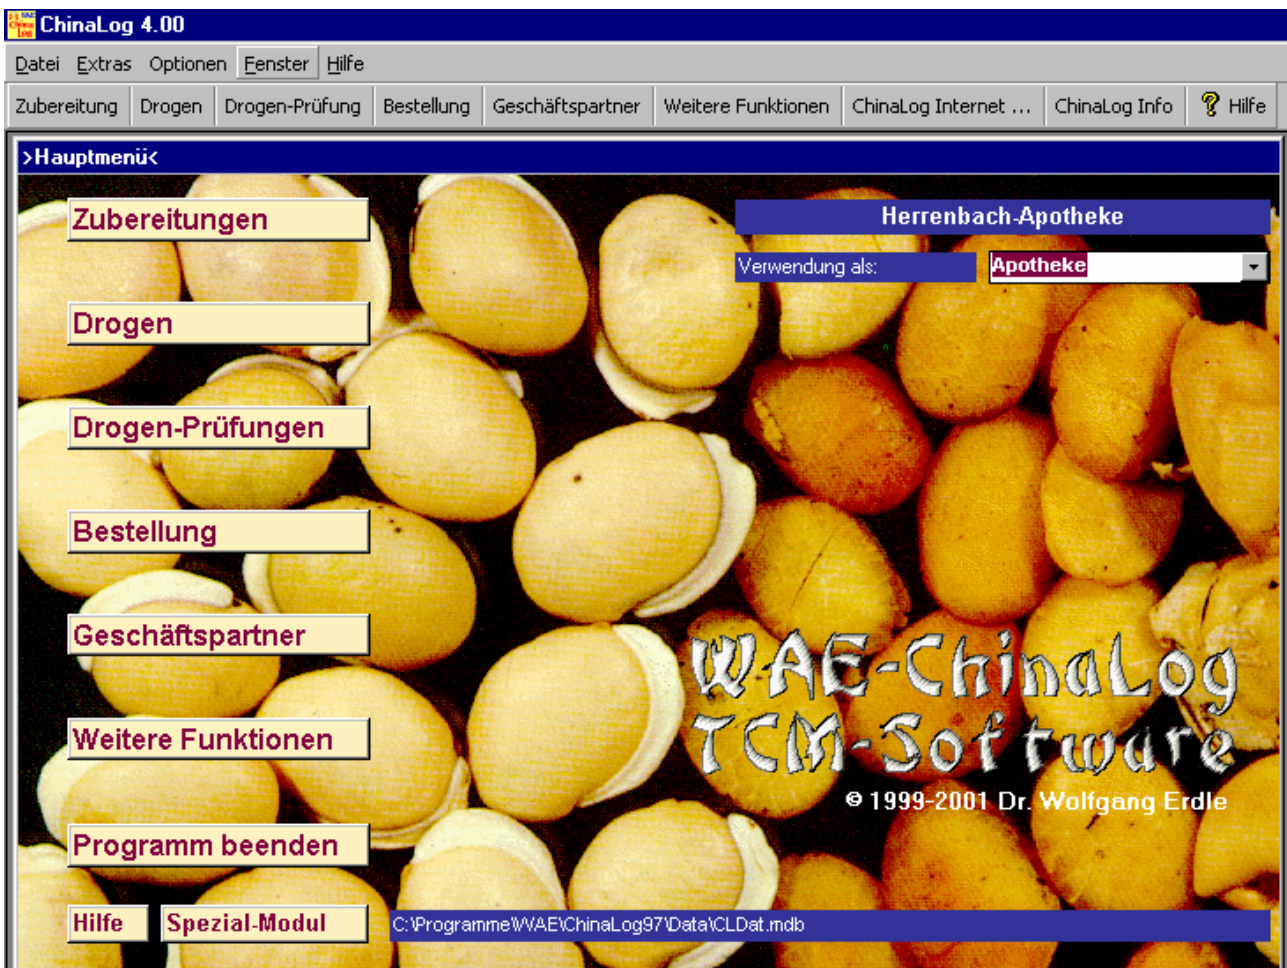 ChinaLog 4.00
Datei Extras Optionen Fenster Hilfe
Zubereitung Drogen Drogen-Prüfung Bestellung Geschäftspartner Weitere Funktionen ChinaLog Internet ... ChinaLog Info ? Hilfe
>Hauptmenü<
Zubereitungen
Herrenbach-Apotheke
Verwendung als: Apotheke
Drogen
Drogen-Prüfungen
Bestellung
Geschäftspartner
Weitere Funktionen
WAE-ChinaLog
TCM-Software
© 1999-2001 Dr. Wolfgang Erdle
Programm beenden
Hilfe Spezial-Modul C:\Programme\WAE\ChinaLog97\Data\CLDat.mdb